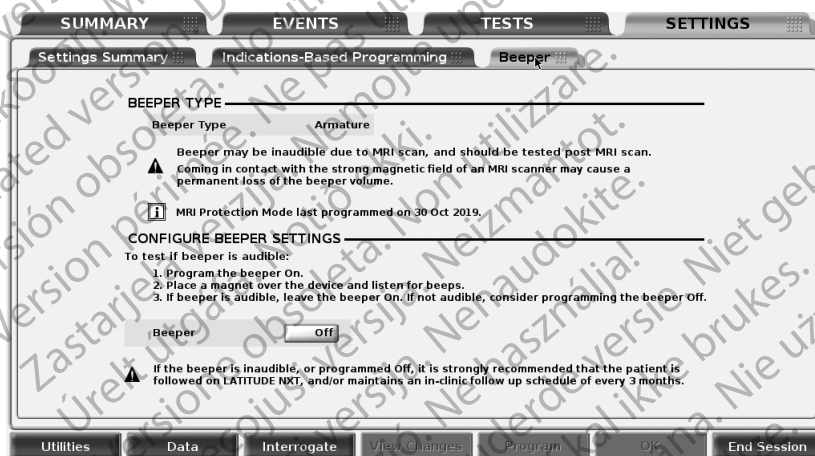 SUMMARY EVENTS TESTS SETTINGS
Settings Summary Indications-Based Programming Beeper
BEEPER TYPE
Beeper Type Armature
Beeper may be inaudible due to MRI scan, and should be tested post MRI scan.
Coming in contact with the strong magnetic field of an MRI scanner may cause a
permanent loss of the beeper volume.
MRI Protection Mode last programmed on 30 Oct 2019.
CONFIGURE BEEPER SETTINGS
To test if beeper is audible:
1. Program the beeper On.
2. Place a magnet over the device and listen for beeps.
3. If beeper is audible, leave the beeper On. If not audible, consider programming the beeper Off.
Beeper Off
If the beeper is inaudible, or programmed Off, it is strongly recommended that the patient is
followed on LATITUDE NXT, and/or maintains an in-clinic follow up schedule of every 3 months.
Utilities Data Interrogate View Changes Program OK End Session